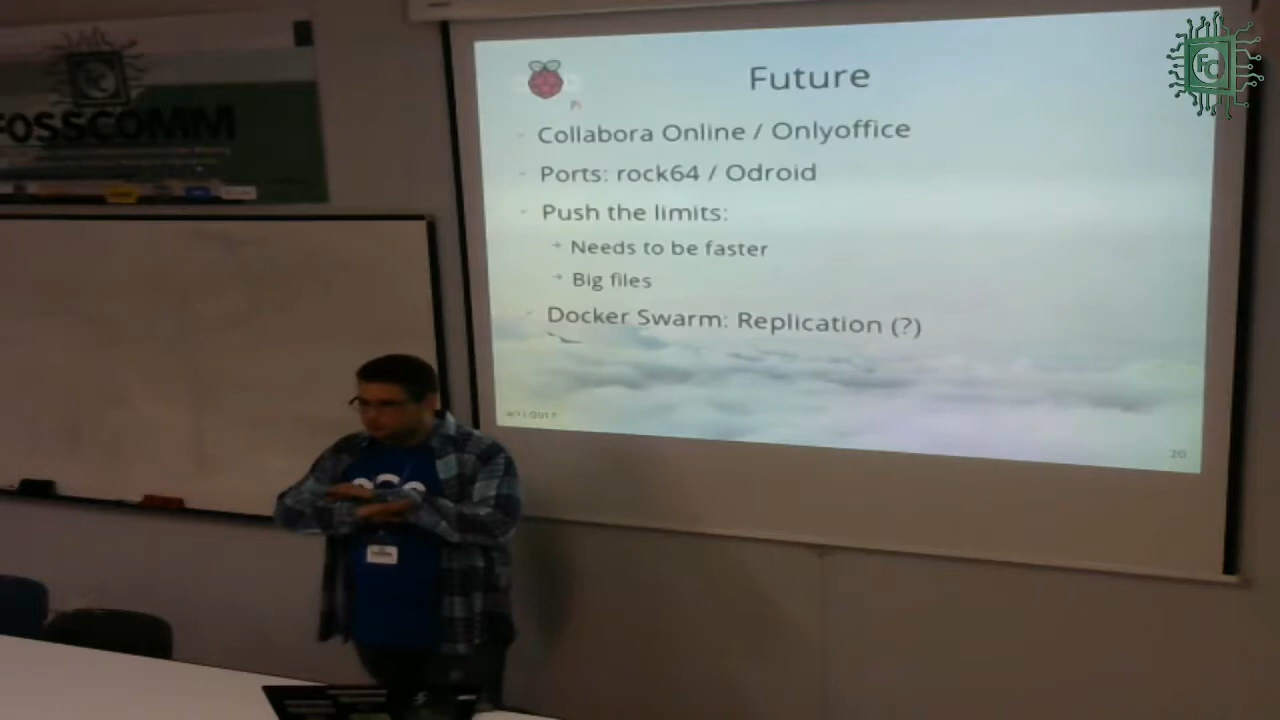 FOSSCOMM
Future
Collabora Online / Onlyoffice
Ports: rock64 / Odroid
Push the limits:
Needs to be faster
Big files
Docker Swarm: Replication (?)
20